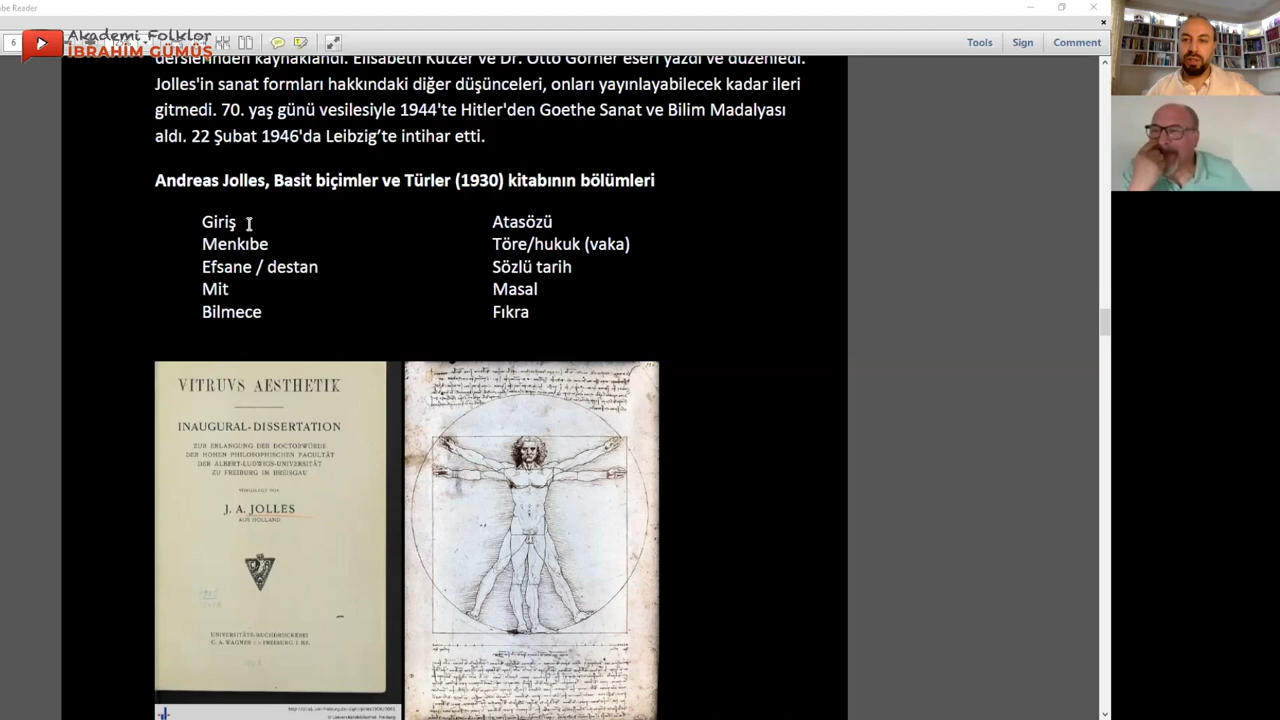 obe Reader
Akademi Folklor
İBRAHİM GÜMÜŞ
6
Tools
Sign
Comment
derslerinden kaynaklandı. Elisabeth Kutzer ve Dr. Otto Görner eseri yazdı ve düzenledi.
Jolles'in sanat formları hakkındaki diğer düşünceleri, onları yayınlayabilecek kadar ileri
gitmedi. 70. yaş günü vesilesiyle 1944'te Hitler'den Goethe Sanat ve Bilim Madalyası
aldı. 22 Şubat 1946'da Leibzig’te intihar etti.
Andreas Jolles, Basit biçimler ve Türler (1930) kitabının bölümleri
Giriş
Menkıbe
Efsane / destan
Mit
Bilmece
Atasözü
Töre/hukuk (vaka)
Sözlü tarih
Masal
Fıkra
VITRUVS AESTHETIK
INAUGURAL-DISSERTATION
ZUR ERLANGUNG DER DOCTORWÜRDE
DER HOHEN PHILOSOPHISCHEN FACULTÄT
DER ALBERT-LUDWIGS-UNIVERSITÄT
ZU FREIBURG IM BREISGAU
VORGELEGT VON
J. A. JOLLES
AUS HOLLAND
UNIVERSITÄTS-BUCHDRUCKEREI
C. A. WAGNER